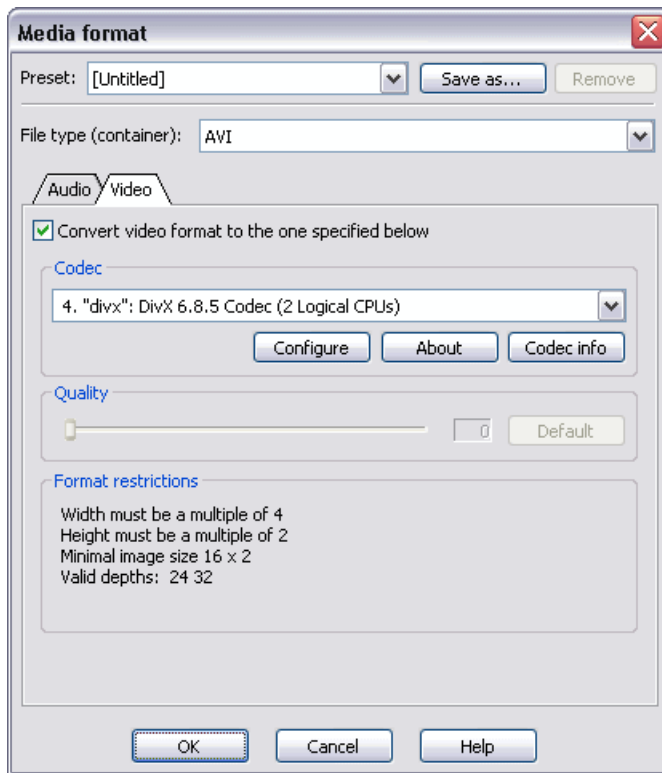 Media format
Preset: [Untitled] Save as... Remove
File type (container): AVI
Audio Video
Convert video format to the one specified below
Codec
4. "divx": DivX 6.8.5 Codec (2 Logical CPUs)
Configure About Codec info
Quality
0 Default
Format restrictions
Width must be a multiple of 4
Height must be a multiple of 2
Minimal image size 16 x 2
Valid depths: 24 32
OK Cancel Help